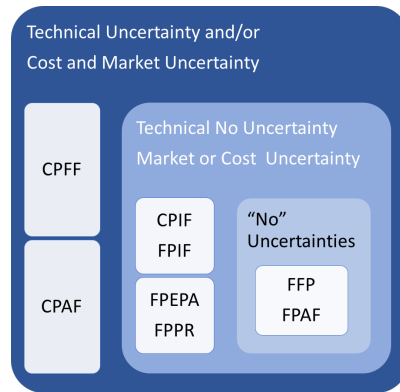 Technical Uncertainty and/or
Cost and Market Uncertainty
CPFF
CPAF
Technical No Uncertainty
Market or Cost Uncertainty
CPIF
FPIF
FPEPA
FPPR
“No”
Uncertainties
FFP
FPAF